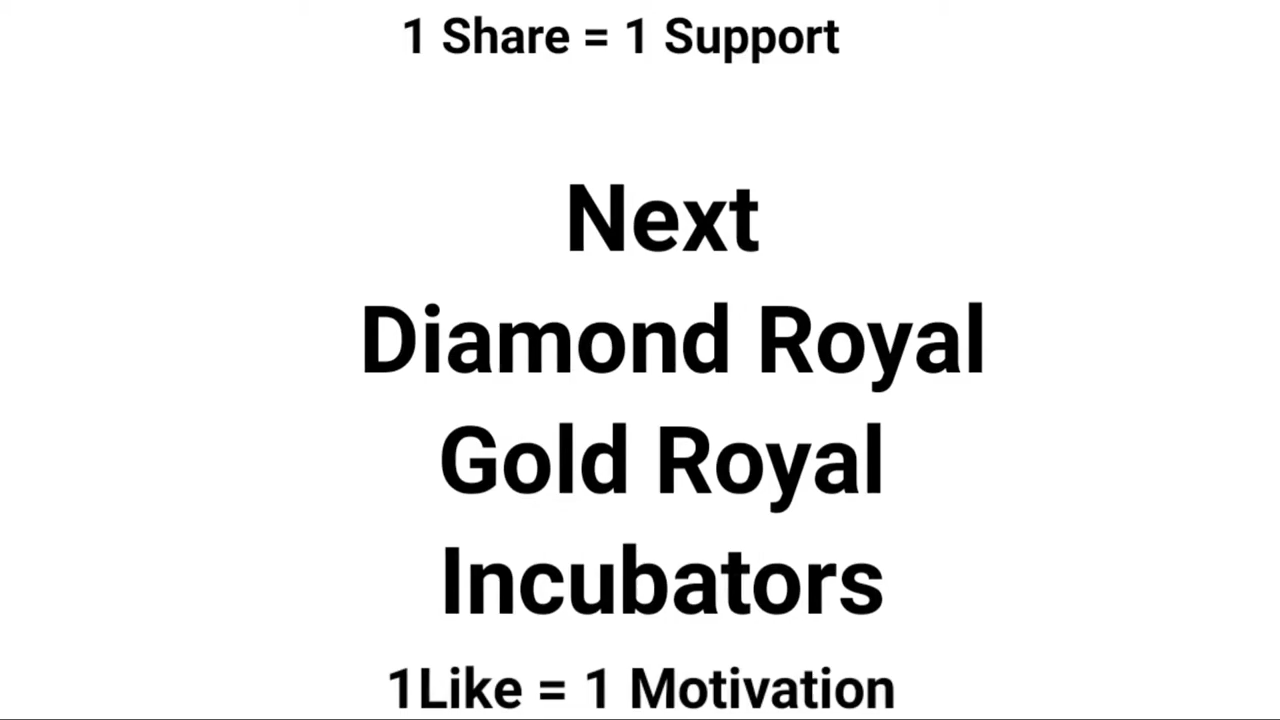 1 Share = 1 Support
Next
Diamond Royal
Gold Royal
Incubators
1Like = 1 Motivation